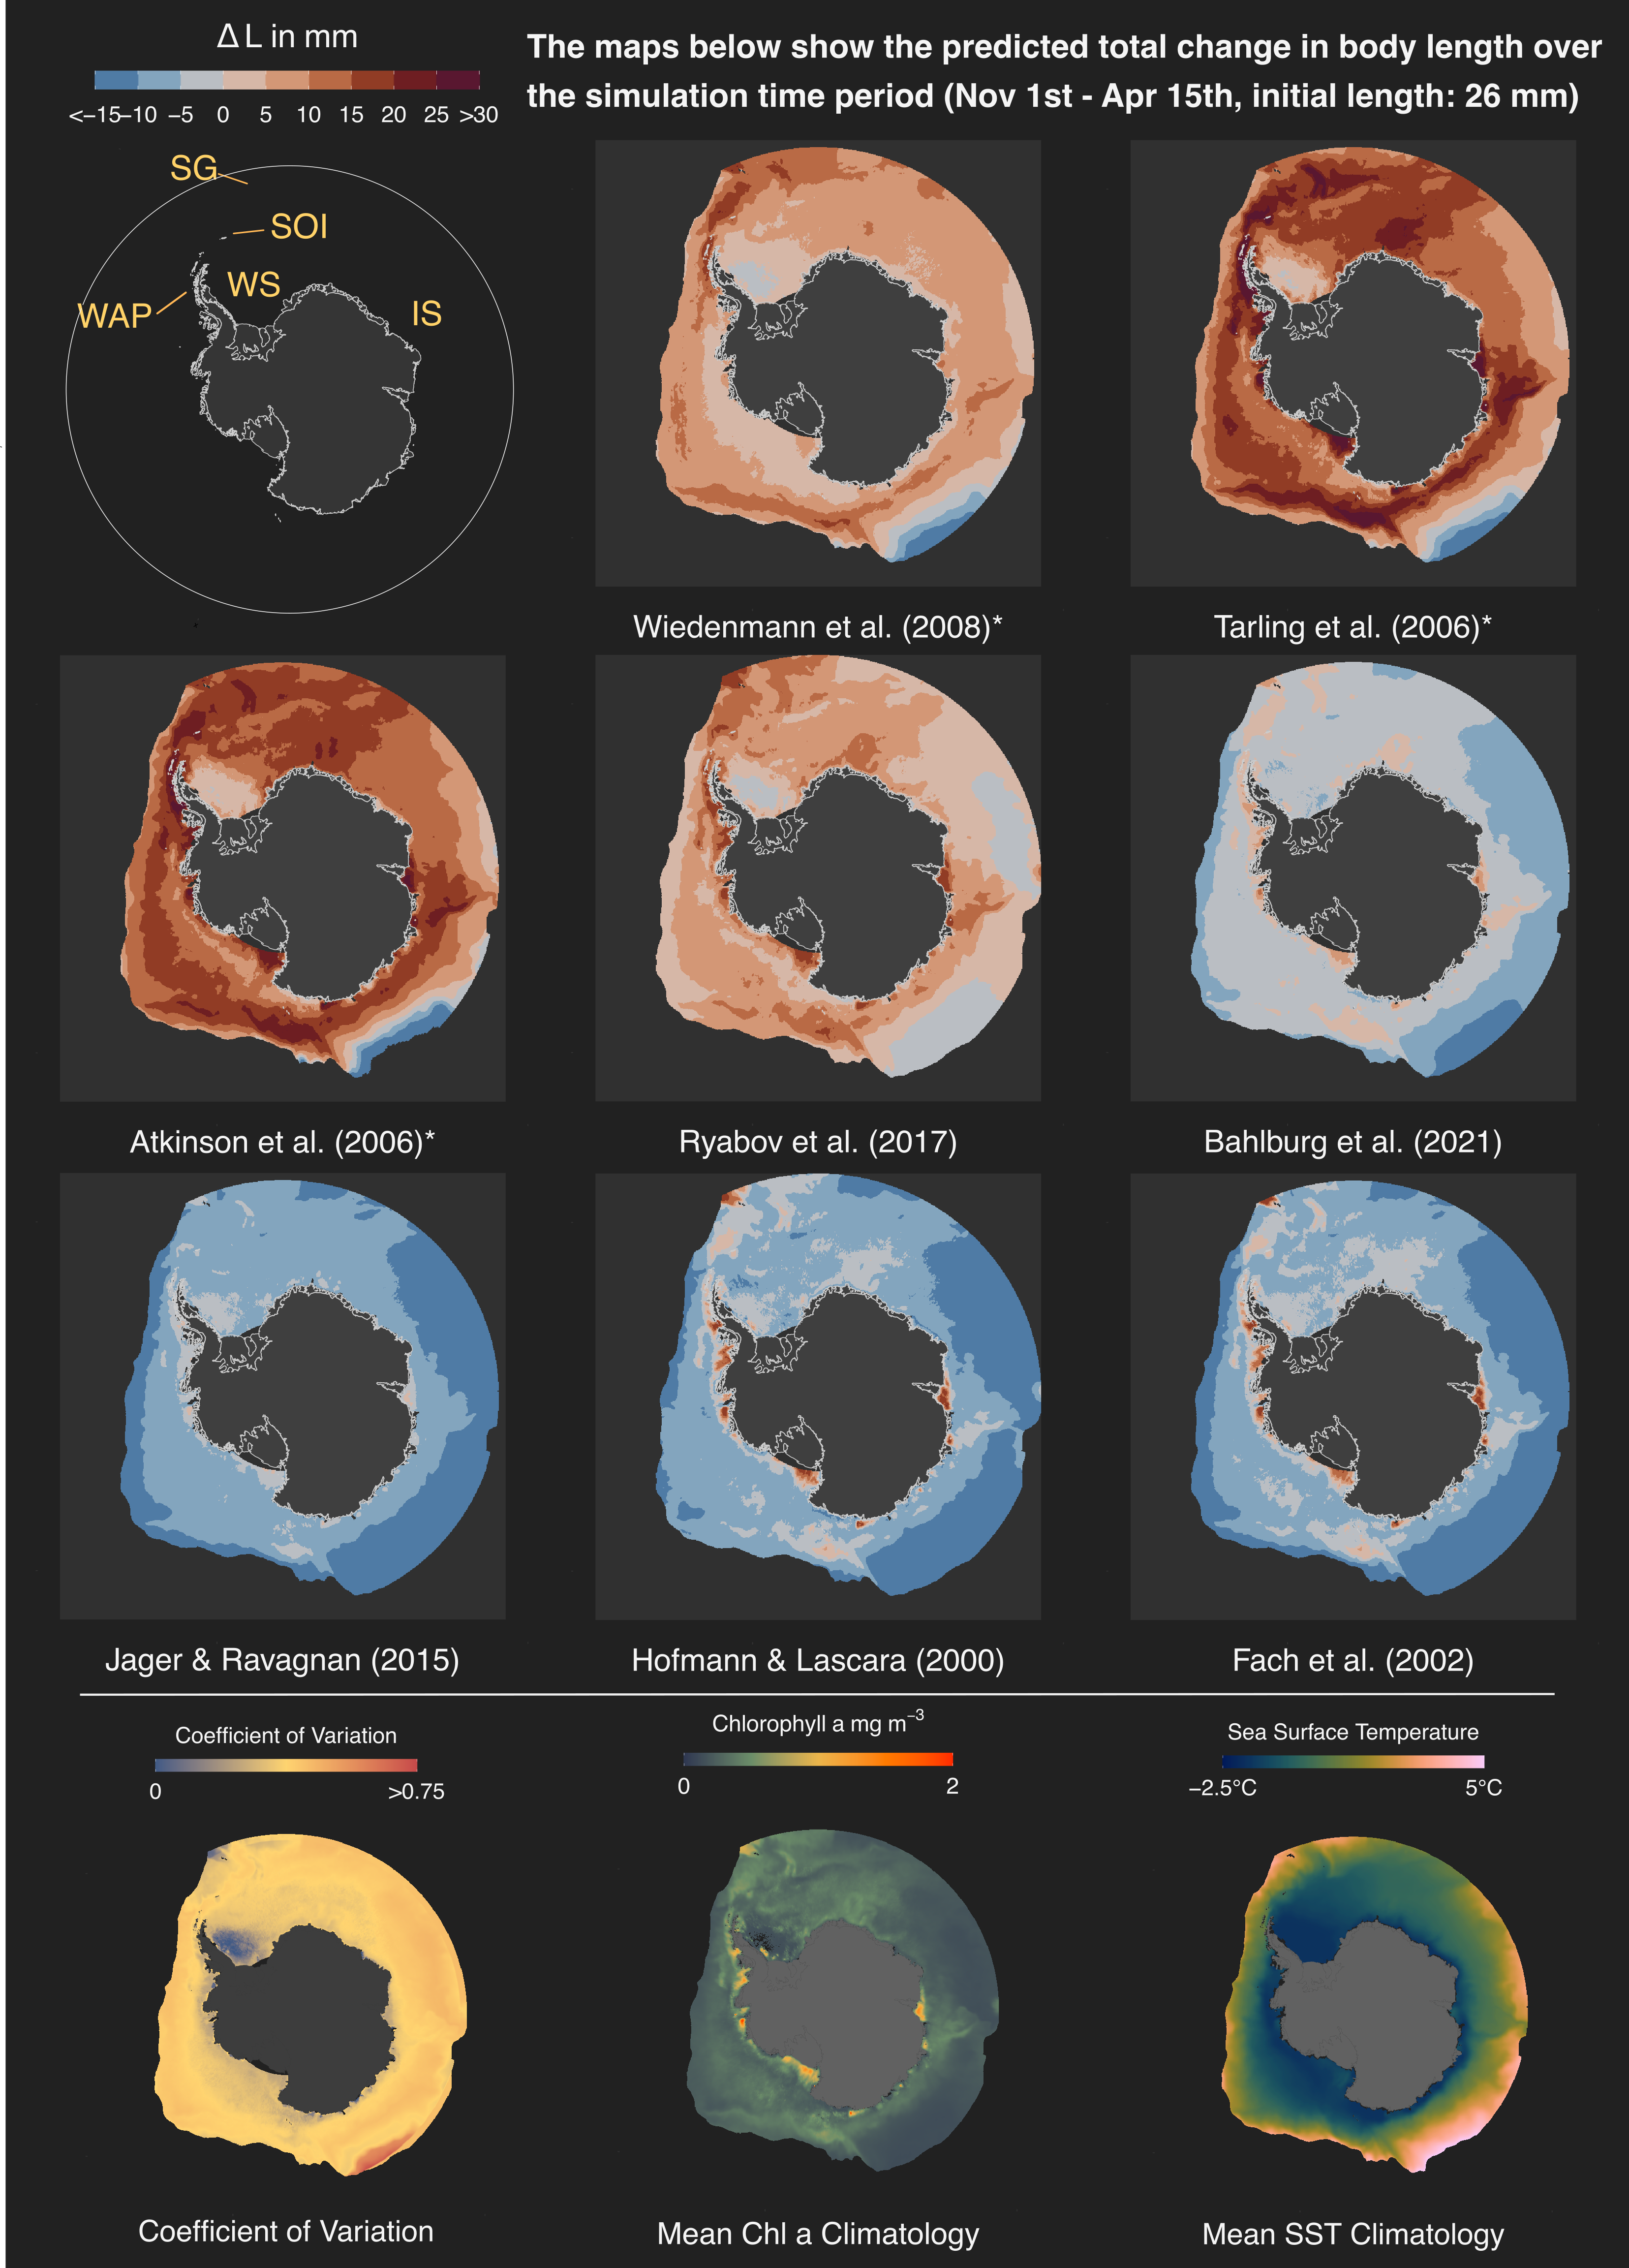 Δ L in mm
<−15 −10 −5 0 5 10 15 20 25 >30
The maps below show the predicted total change in body length over
the simulation time period (Nov 1st - Apr 15th, initial length: 26 mm)
SG
SOI
WS
WAP
IS
Wiedenmann et al. (2008)*
Tarling et al. (2006)*
Atkinson et al. (2006)*
Ryabov et al. (2017)
Bahlburg et al. (2021)
Jager & Ravagnan (2015)
Hofmann & Lascara (2000)
Fach et al. (2002)
Coefficient of Variation
0 >0.75
Chlorophyll a mg m⁻³
0 2
Sea Surface Temperature
−2.5°C 5°C
Coefficient of Variation
Mean Chl a Climatology
Mean SST Climatology